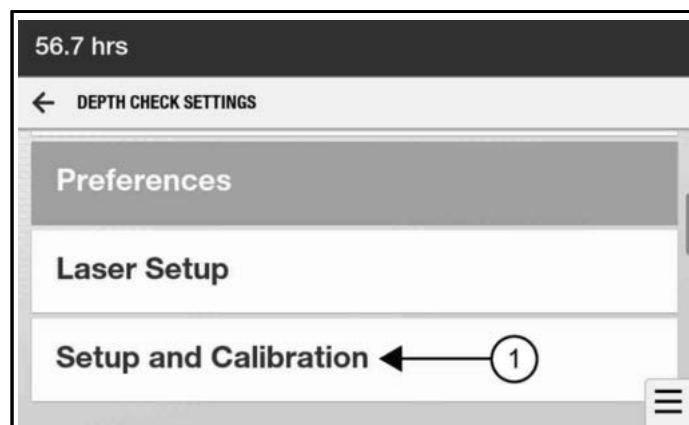 56.7 hrs
DEPTH CHECK SETTINGS
Preferences
Laser Setup
Setup and Calibration
1